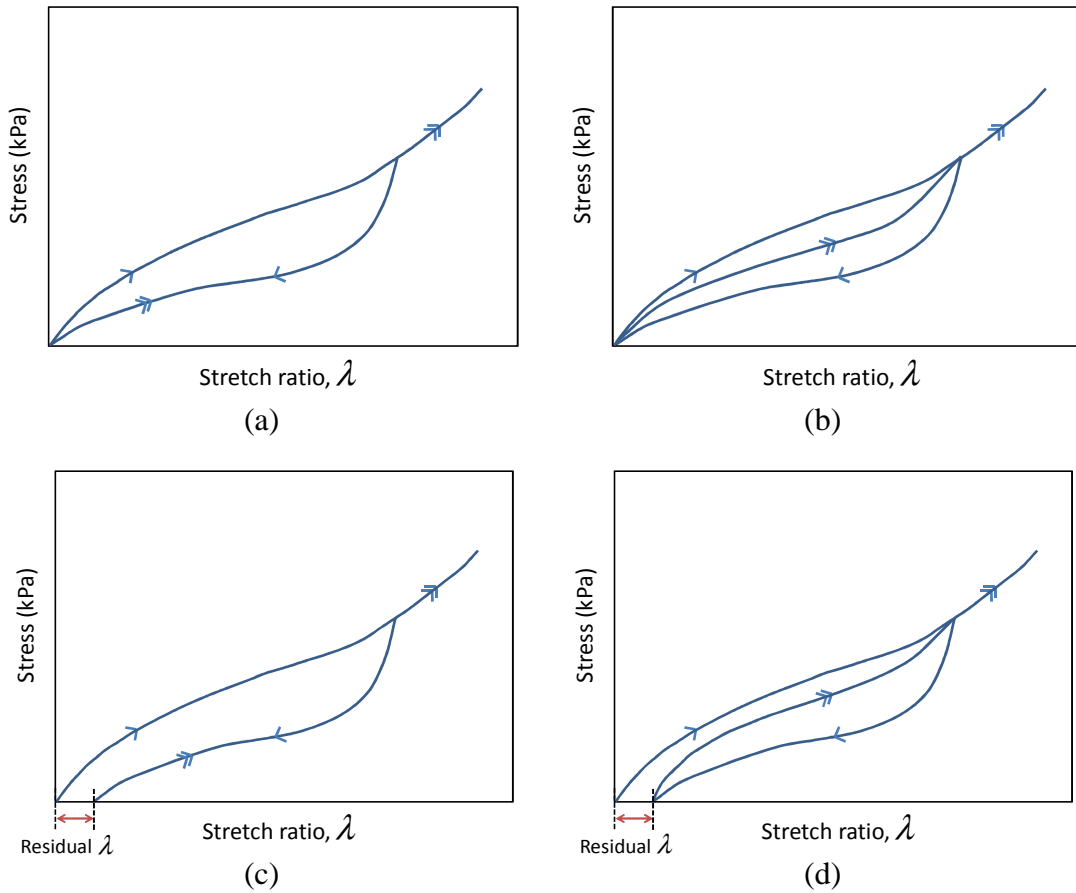 Stress (kPa)
Stretch ratio, λ
(a)
Stress (kPa)
Stretch ratio, λ
(b)
Stress (kPa)
Stretch ratio, λ
Residual λ
(c)
Stress (kPa)
Stretch ratio, λ
Residual λ
(d)